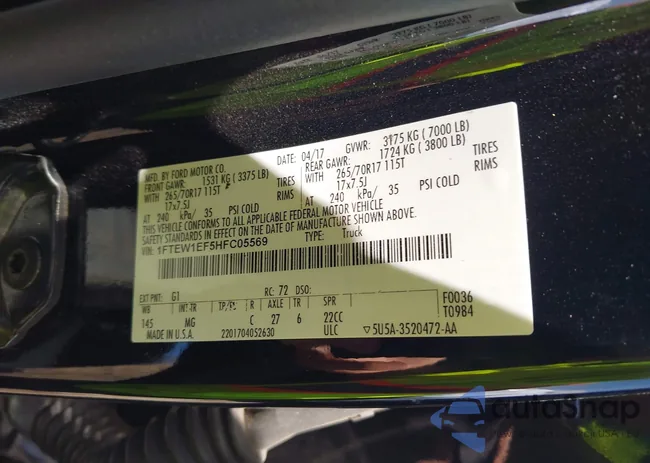 MFD. BY FORD MOTOR CO.
DATE: 04/17 GVWR: 3175 KG ( 7000 LB)
FRONT GAWR: 1531 KG ( 3375 LB) REAR GAWR: 1724 KG ( 3800 LB)
WITH TIRES WITH TIRES
265/70R17 115T 265/70R17 115T
17x7.5J RIMS 17x7.5J RIMS
AT 240 kPa/ 35 PSI COLD AT 240 kPa/ 35 PSI COLD
THIS VEHICLE CONFORMS TO ALL APPLICABLE FEDERAL MOTOR VEHICLE
SAFETY STANDARDS IN EFFECT ON THE DATE OF MANUFACTURE SHOWN ABOVE.
VIN: 1FTEW1EF5HFC05569 TYPE: Truck
EXT PNT: G1 RC: 72 DSO: F0036
WB INT-TR TP/PS R AXLE TR SPR T0984
145 MG C 27 6 22CC
MADE IN U.S.A. 2201704052630 ULC ▽5U5A-3520472-AA
autoSnap